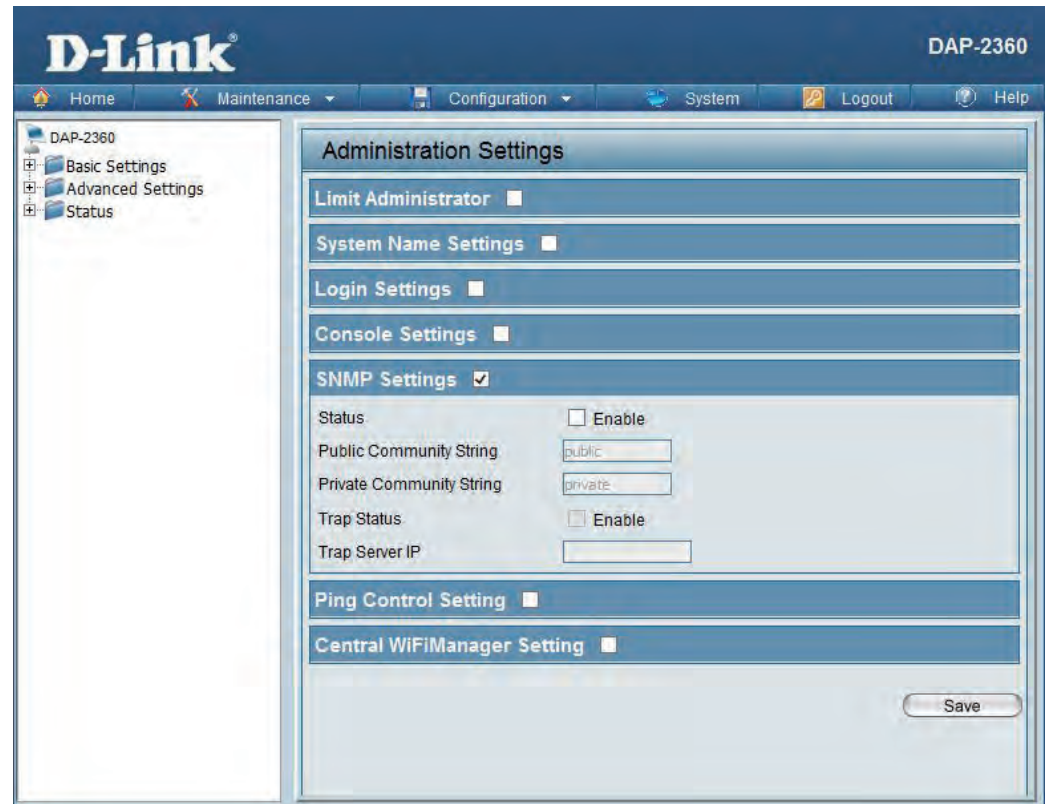 D-Link®
DAP-2360
Home Maintenance Configuration System Logout Help
DAP-2360
Basic Settings
Advanced Settings
Status
Administration Settings
Limit Administrator
System Name Settings
Login Settings
Console Settings
SNMP Settings
Status Enable
Public Community String public
Private Community String private
Trap Status Enable
Trap Server IP
Ping Control Setting
Central WiFiManager Setting
Save